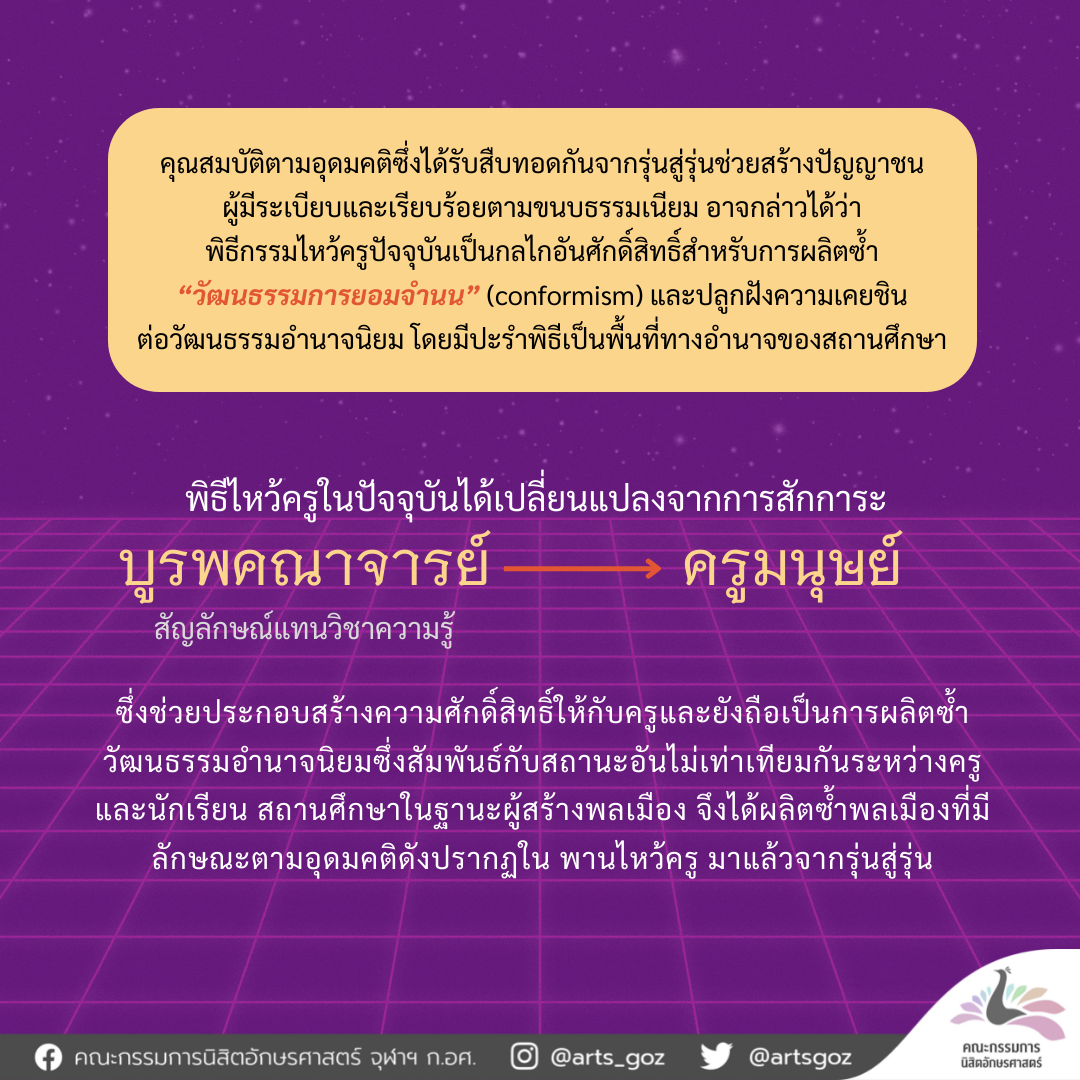 คุณสมบัติตามอุดมคติซึ่งได้รับสืบทอดกันจากรุ่นสู่รุ่นช่วยสร้างปัญญาชน
ผู้มีระเบียบและเรียบร้อยตามขนบธรรมเนียม อาจกล่าวได้ว่า
พิธีกรรมไหว้ครูปัจจุบันเป็นกลไกอันศักดิ์สิทธิ์สำหรับการผลิตซ้ำ
“วัฒนธรรมการยอมจำนน” (conformism) และปลูกฝังความเคยชิน
ต่อวัฒนธรรมอำนาจนิยม โดยมีปะรำพิธีเป็นพื้นที่ทางอำนาจของสถานศึกษา
พิธีไหว้ครูในปัจจุบันได้เปลี่ยนแปลงจากการสักการะ
บูรพคณาจารย์ → ครูมนุษย์
สัญลักษณ์แทนวิชาความรู้
ซึ่งช่วยประกอบสร้างความศักดิ์สิทธิ์ให้กับครูและยังถือเป็นการผลิตซ้ำ
วัฒนธรรมอำนาจนิยมซึ่งสัมพันธ์กับสถานะอันไม่เท่าเทียมกันระหว่างครู
และนักเรียน สถานศึกษาในฐานะผู้สร้างพลเมือง จึงได้ผลิตซ้ำพลเมืองที่มี
ลักษณะตามอุดมคติดังปรากฏใน พานไหว้ครู มาแล้วจากรุ่นสู่รุ่น
คณะกรรมการนิสิตอักษรศาสตร์ จุฬาฯ ก.อศ. @arts_goz @artsgoz
คณะกรรมการ
นิสิตอักษรศาสตร์